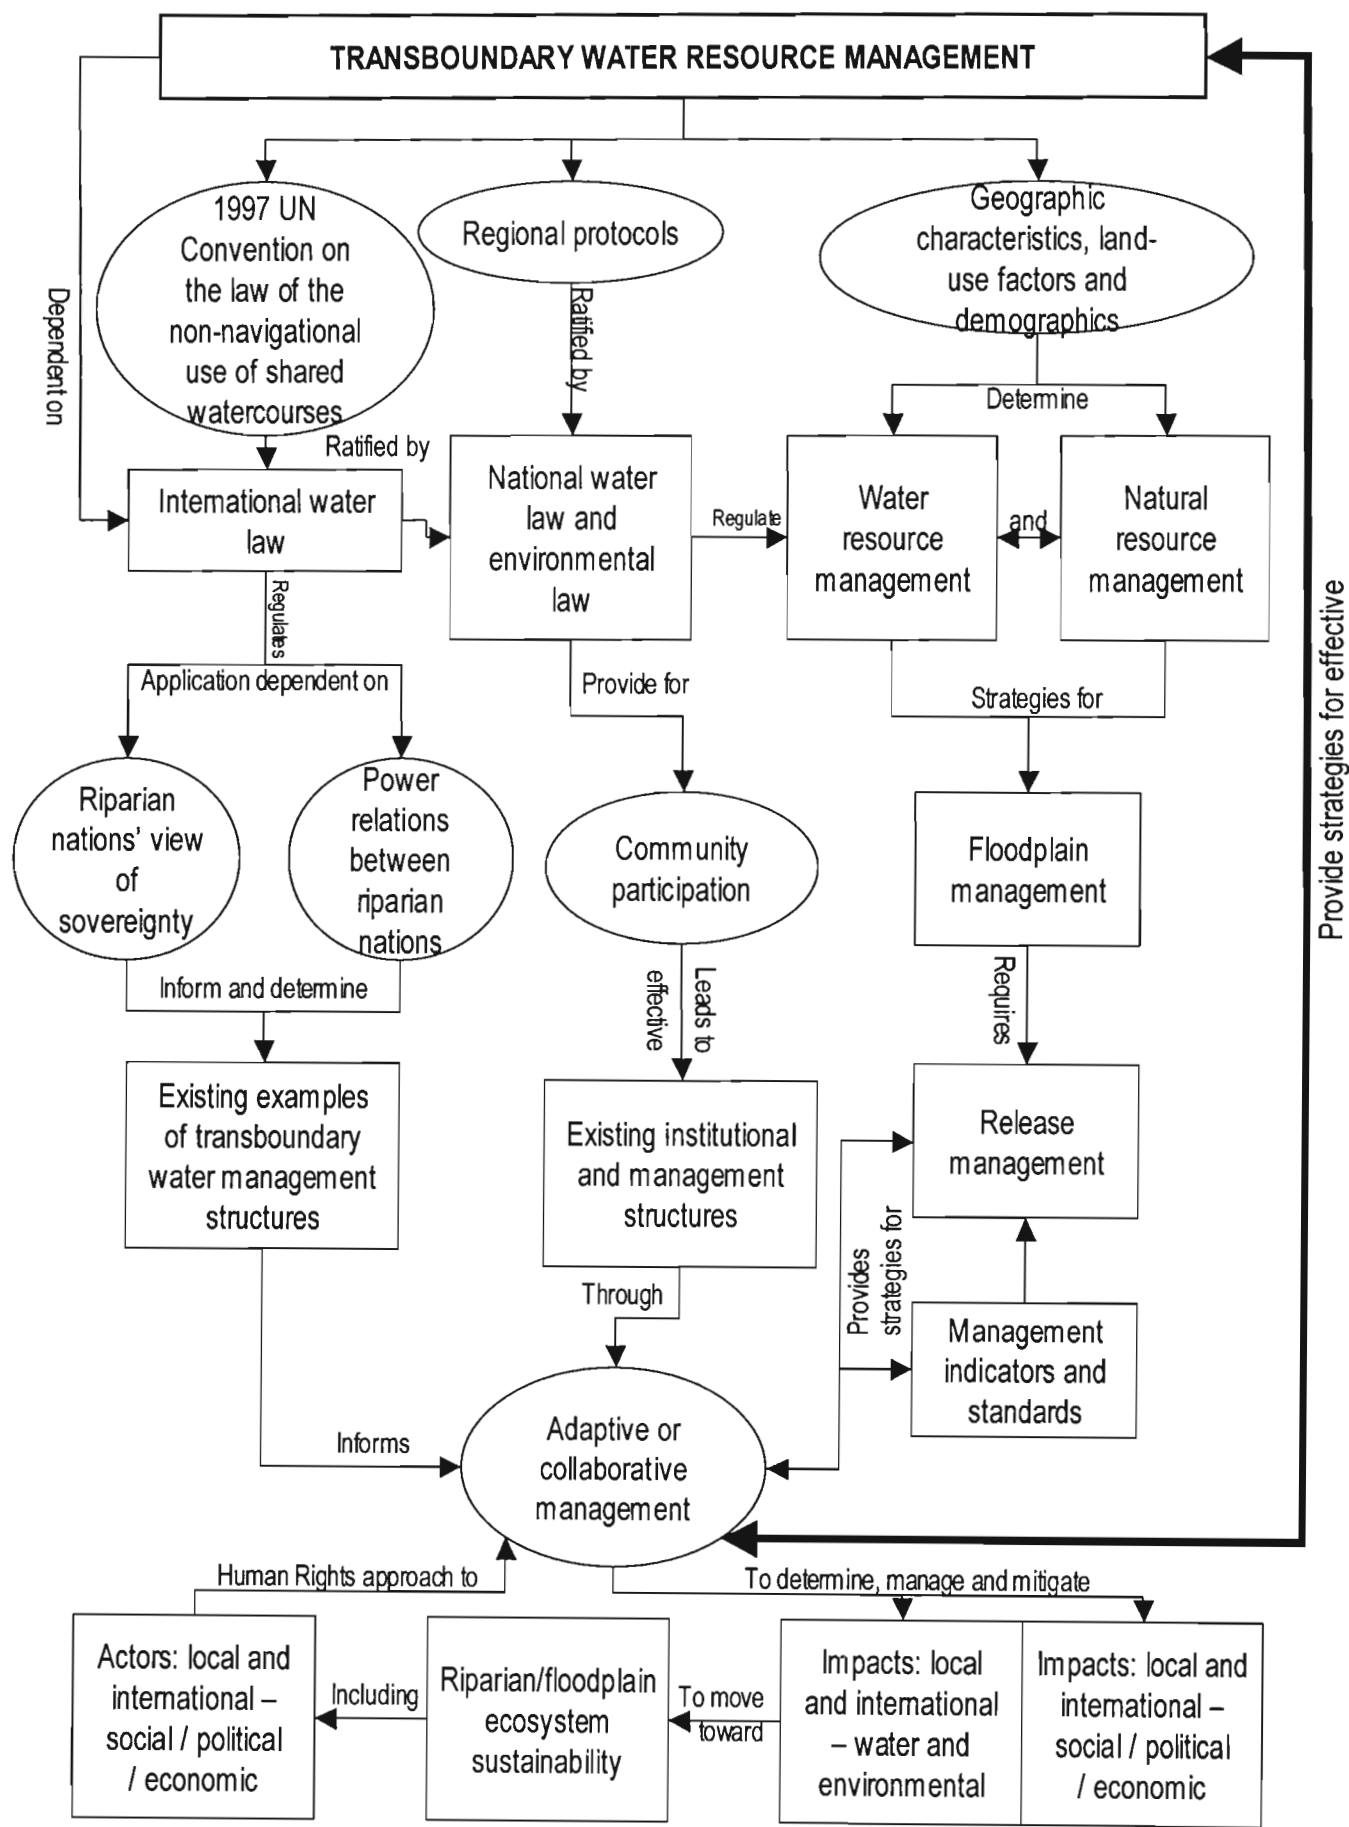 TRANSBOUNDARY WATER RESOURCE MANAGEMENT
1997 UN
Convention on
the law of the
non-navigational
use of shared
watercourses
Regional protocols
Geographic
characteristics, land-
use factors and
demographics
Dependent on
Ratified by
Ratified by
Determine
International water
law
National water
law and
environmental
law
Regulate
Water
resource
management
and
Natural
resource
management
Regulates
Application dependent on
Provide for
Strategies for
Provide strategies for effective
Riparian
nations' view
of
sovereignty
Power
relations
between
riparian
nations
Community
participation
Floodplain
management
Inform and determine
Leads to
effective
Requires
Existing examples
of transboundary
water management
structures
Existing institutional
and management
structures
Release
management
Through
Provides
strategies for
Management
indicators and
standards
Informs
Adaptive or
collaborative
management
Human Rights approach to
To determine, manage and mitigate
Actors: local and
international –
social / political
/ economic
Including
Riparian/floodplain
ecosystem
sustainability
To move
toward
Impacts: local
and international
– water and
environmental
Impacts: local and
international –
social / political
/ economic